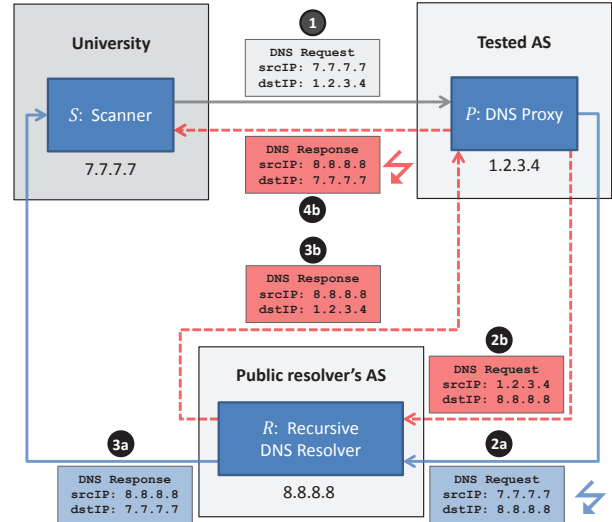 1
University
Tested AS
DNS Request
srcIP: 7.7.7.7
dstIP: 1.2.3.4
S: Scanner
P: DNS Proxy
7.7.7.7
1.2.3.4
DNS Response
srcIP: 8.8.8.8
dstIP: 7.7.7.7
4b
3b
DNS Response
srcIP: 8.8.8.8
dstIP: 1.2.3.4
2b
Public resolver's AS
DNS Request
srcIP: 1.2.3.4
dstIP: 8.8.8.8
R: Recursive
DNS Resolver
8.8.8.8
3a
DNS Response
srcIP: 8.8.8.8
dstIP: 7.7.7.7
2a
DNS Request
srcIP: 7.7.7.7
dstIP: 8.8.8.8